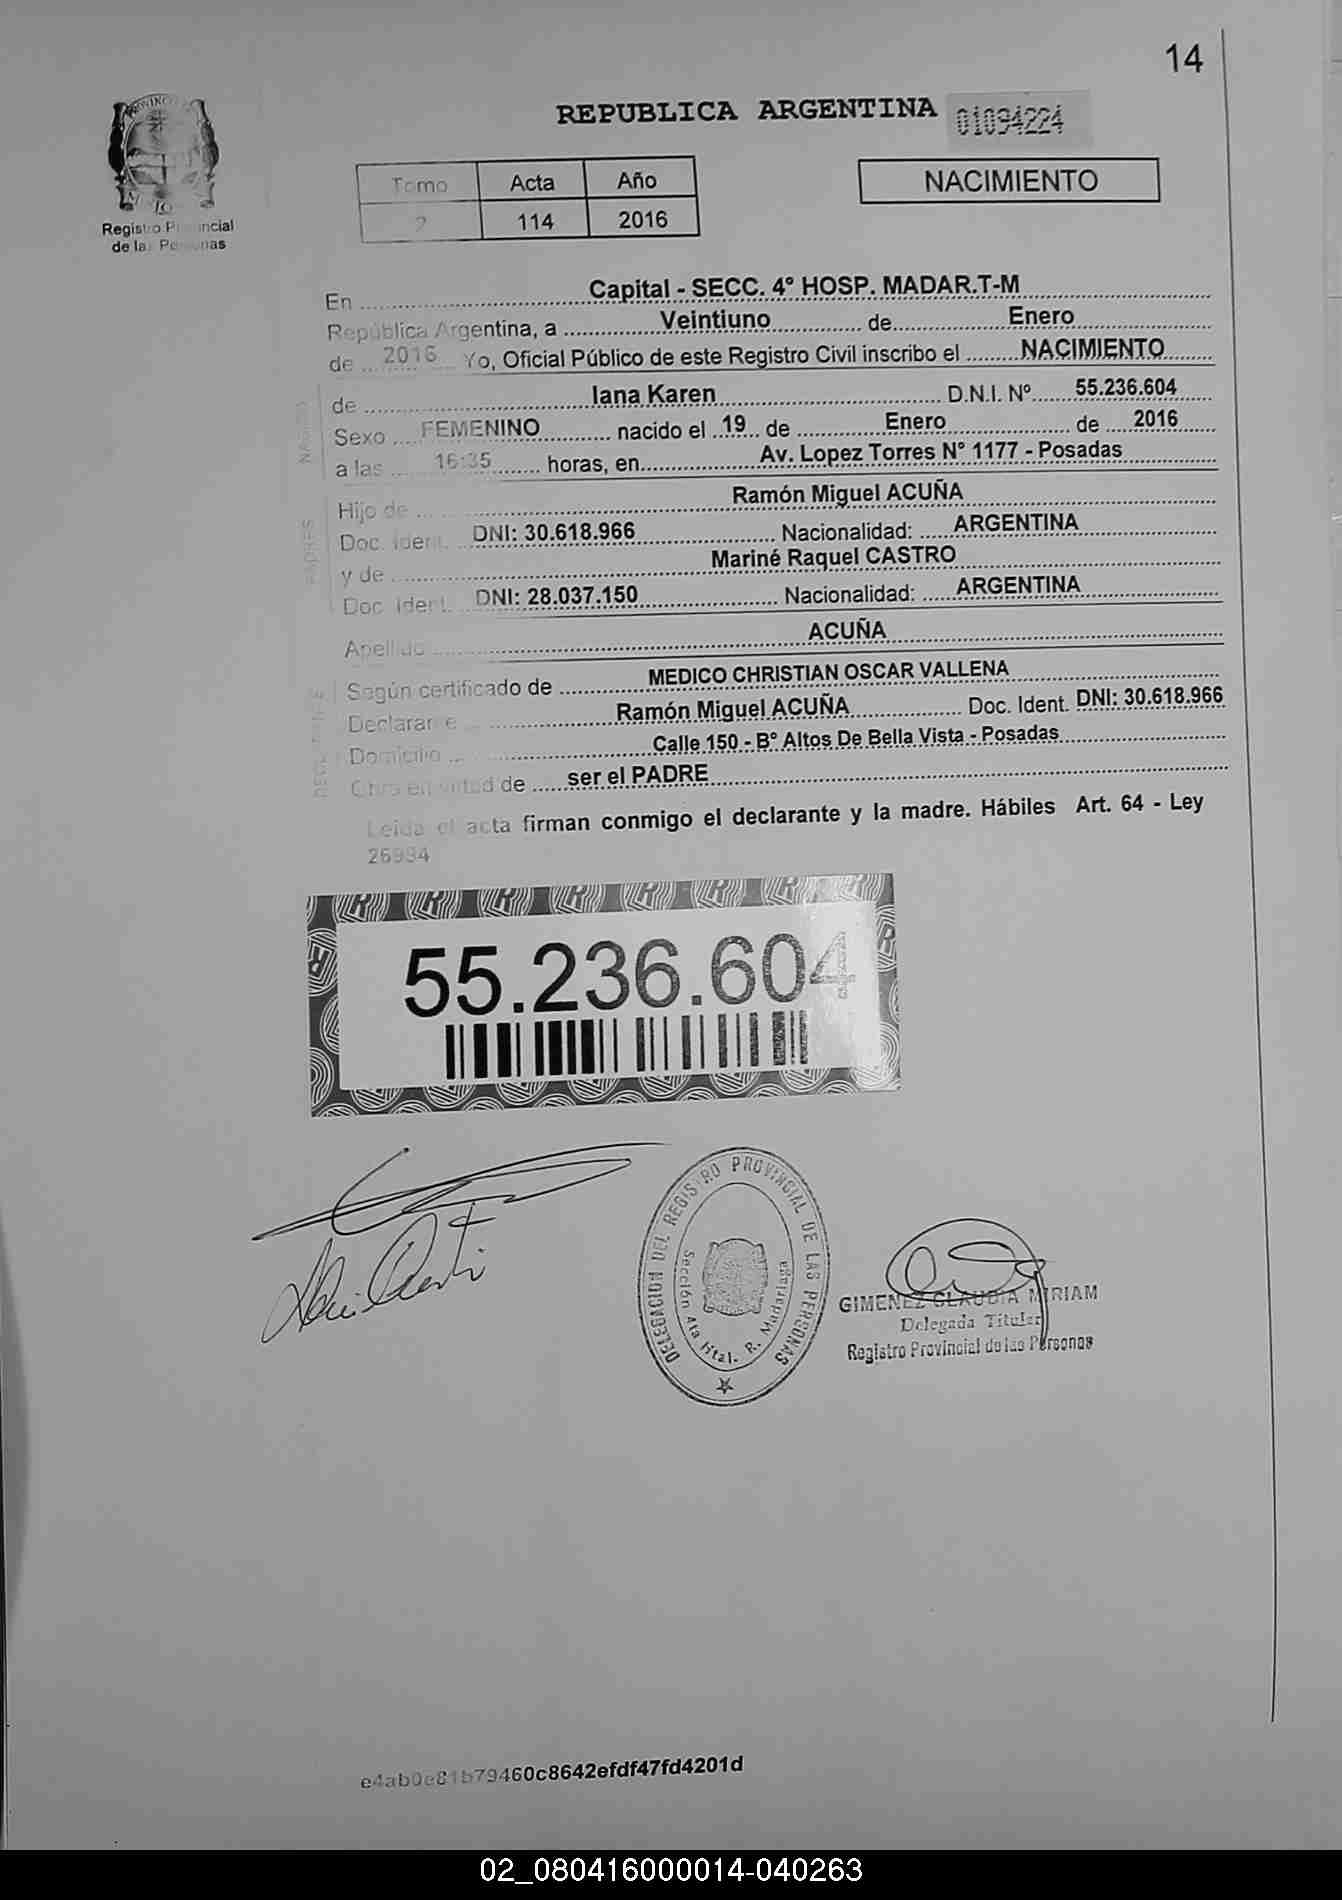 14
REPUBLICA ARGENTINA 01094224
Registro Provincial
de las Personas
Tomo Acta Año
2 114 2016
NACIMIENTO
En Capital - SECC. 4° HOSP. MADAR.T-M
República Argentina, a Veintiuno de Enero
de 2016 Yo, Oficial Público de este Registro Civil inscribo el NACIMIENTO
de Iana Karen D.N.I. Nº 55.236.604
Sexo FEMENINO nacido el 19 de Enero de 2016
a las 16:35 horas, en Av. Lopez Torres N° 1177 - Posadas
Hijo de Ramón Miguel ACUÑA
Doc. Ident. DNI: 30.618.966 Nacionalidad: ARGENTINA
y de Mariné Raquel CASTRO
Doc. Ident. DNI: 28.037.150 Nacionalidad: ARGENTINA
PADRES
Apellido ACUÑA
Según certificado de MEDICO CHRISTIAN OSCAR VALLENA
Declarante Ramón Miguel ACUÑA Doc. Ident. DNI: 30.618.966
Domicilio Calle 150 - B° Altos De Bella Vista - Posadas
Obra en virtud de ser el PADRE
Leida el acta firman conmigo el declarante y la madre. Hábiles Art. 64 - Ley
26994
55.236.604
DELEGACION DEL REGISTRO PROVINCIAL DE LAS PERSONAS
Sección 4ta Htal. R. Madariaga
GIMENEZ CLAUDIA MIRIAM
Delegada Titular
Registro Provincial de las Personas
e4ab0e81b79460c8642efdf47fd4201d
02_080416000014-040263